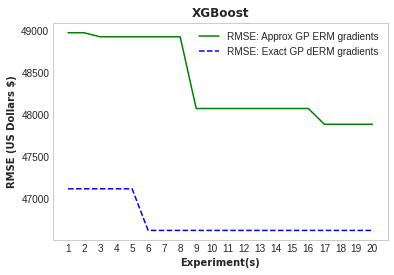 XGBoost
RMSE: Approx GP ERM gradients
RMSE: Exact GP dERM gradients
RMSE (US Dollars $)
49000
48500
48000
47500
47000
1 2 3 4 5 6 7 8 9 10 11 12 13 14 15 16 17 18 19 20
Experiment(s)